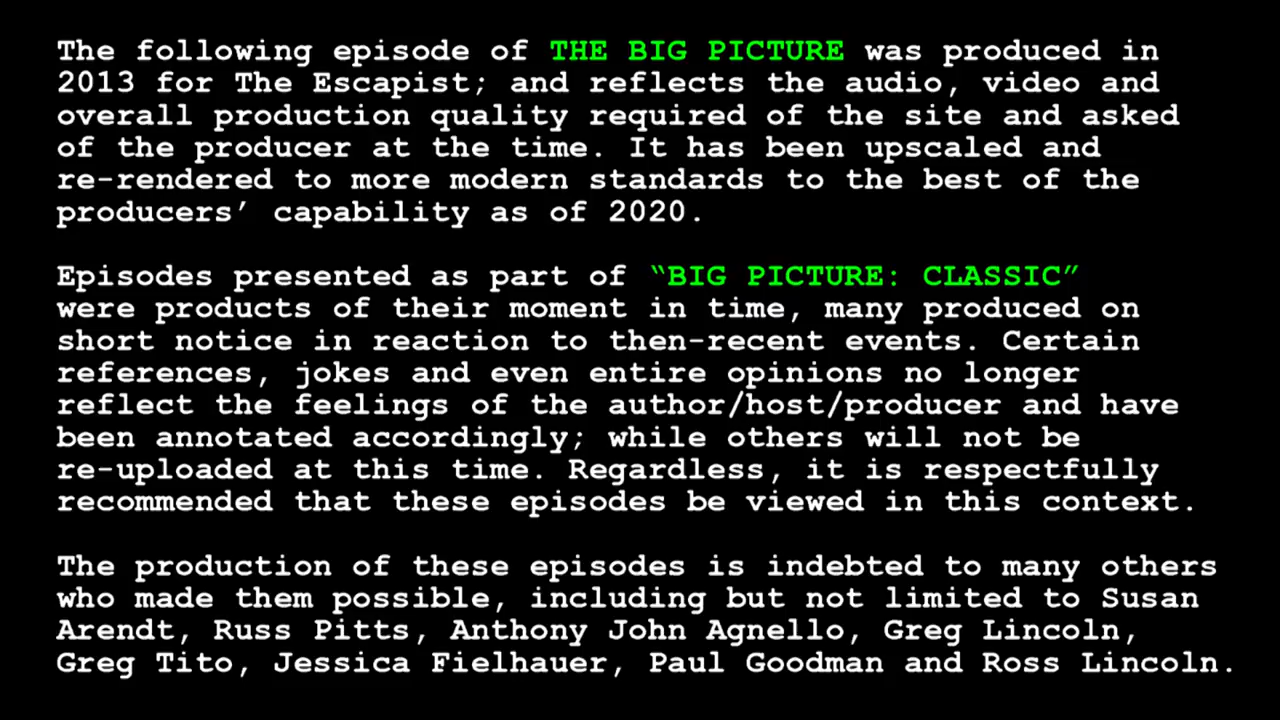 The following episode of THE BIG PICTURE was produced in
2013 for The Escapist; and reflects the audio, video and
overall production quality required of the site and asked
of the producer at the time. It has been upscaled and
re-rendered to more modern standards to the best of the
producers’ capability as of 2020.
Episodes presented as part of “BIG PICTURE: CLASSIC”
were products of their moment in time, many produced on
short notice in reaction to then-recent events. Certain
references, jokes and even entire opinions no longer
reflect the feelings of the author/host/producer and have
been annotated accordingly; while others will not be
re-uploaded at this time. Regardless, it is respectfully
recommended that these episodes be viewed in this context.
The production of these episodes is indebted to many others
who made them possible, including but not limited to Susan
Arendt, Russ Pitts, Anthony John Agnello, Greg Lincoln,
Greg Tito, Jessica Fielhauer, Paul Goodman and Ross Lincoln.